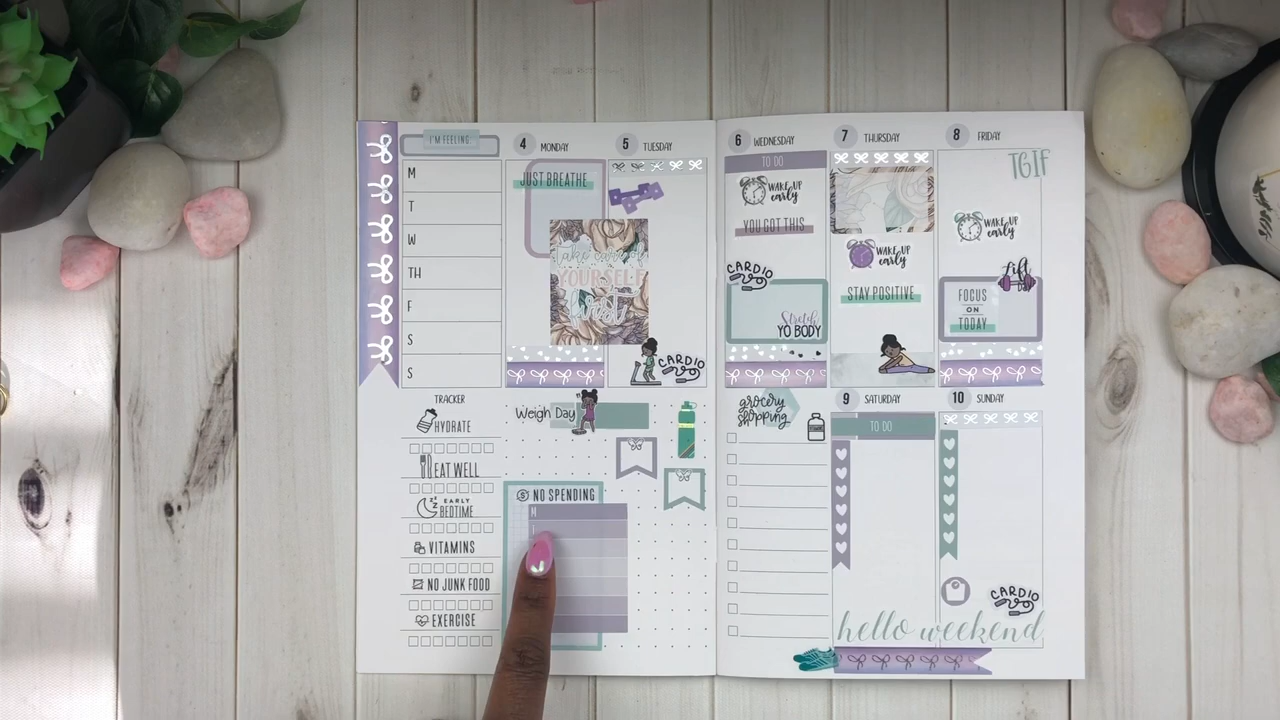 I'M FEELING:
M
T
W
TH
F
S
S
TRACKER
HYDRATE
EAT WELL
EARLY
BEDTIME
VITAMINS
NO JUNK FOOD
EXERCISE
4 MONDAY
JUST BREATHE
take care of
YOURSELF
first
5 TUESDAY
CARDIO
Weigh Day
NO SPENDING
M
6 WEDNESDAY
TO DO
WAKE UP
early
YOU GOT THIS
CARDIO
Stretch
YO BODY
grocery
shopping
7 THURSDAY
WAKE UP
early
STAY POSITIVE
8 FRIDAY
TGIF
WAKE UP
early
Lift
FOCUS
ON
TODAY
9 SATURDAY
TO DO
10 SUNDAY
CARDIO
hello weekend